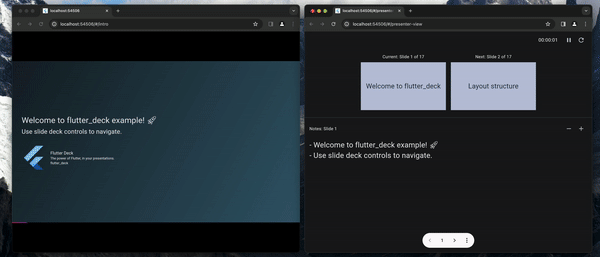 localhost:54506
localhost:54506/#/intro
Welcome to flutter_deck example! 🚀
Use slide deck controls to navigate.
Flutter Deck
The power of Flutter, in your presentations.
flutter_deck
localhost:54506/#/presenter-v
localhost:54506/#/presenter-view
00:00:01
Current: Slide 1 of 17
Next: Slide 2 of 17
Welcome to flutter_deck
Layout structure
Notes: Slide 1
- Welcome to flutter_deck example! 🚀
- Use slide deck controls to navigate.
1